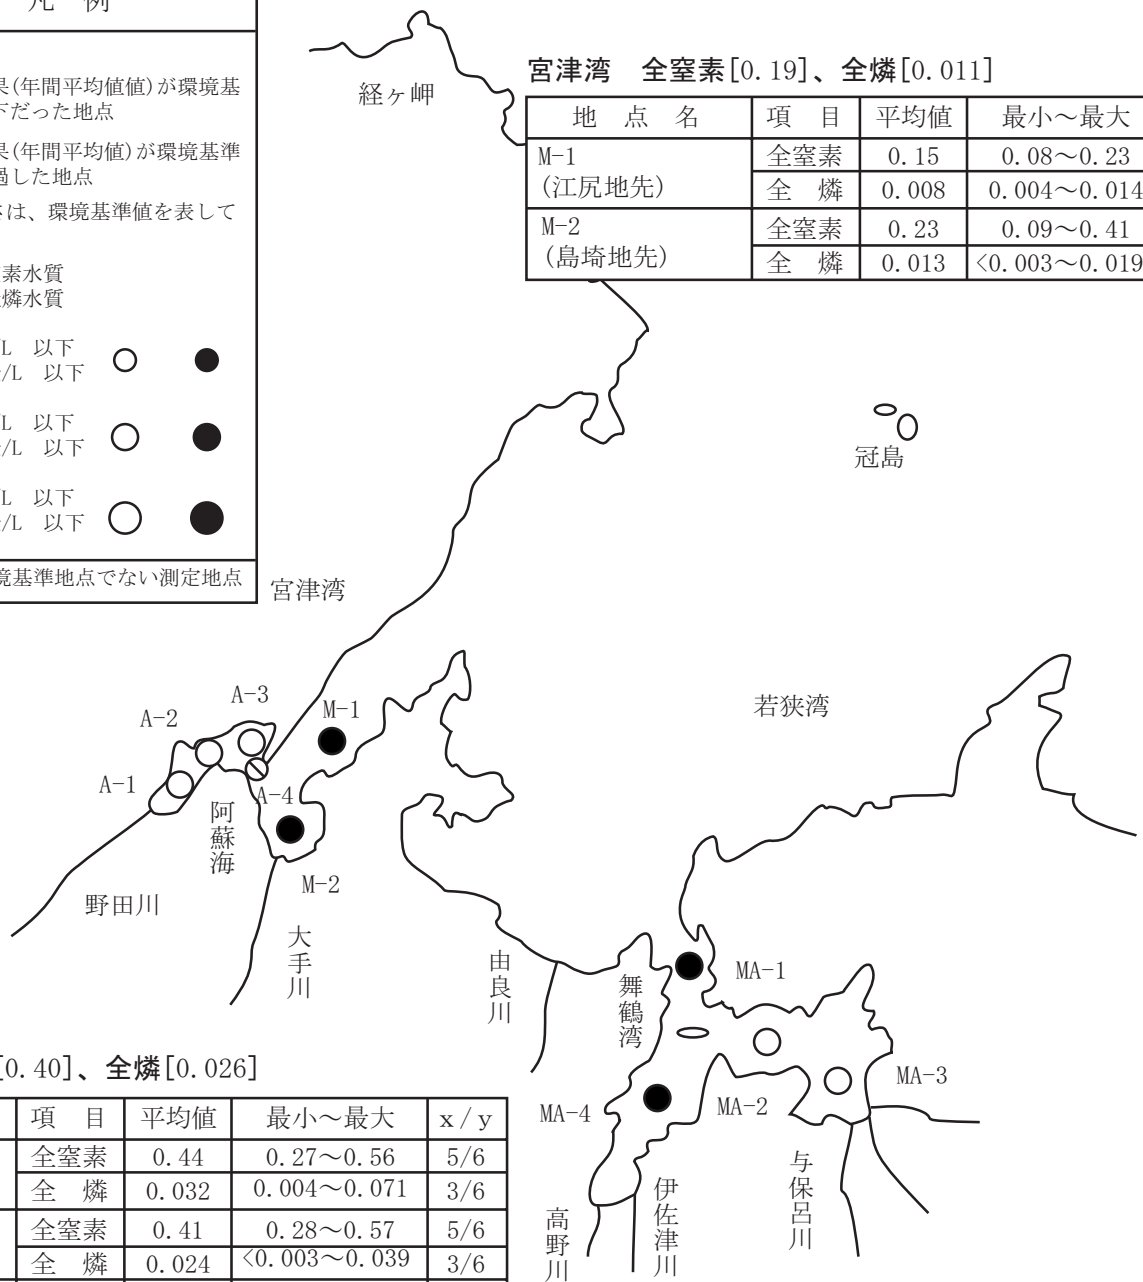 凡 例
果(年間平均値値)が環境基
下だった地点
果(年間平均値)が環境基準
過した地点
さは、環境基準値を表して
素水質
燐水質
L 以下
/L 以下
L 以下
/L 以下
L 以下
/L 以下
境基準地点でない測定地点
経ヶ岬
宮津湾 全窒素[0.19]、全燐[0.011]
地 点 名 項 目 平均値 最小～最大
M-1 (江尻地先) 全窒素 0.15 0.08～0.23
全 燐 0.008 0.004～0.014
M-2 (島埼地先) 全窒素 0.23 0.09～0.41
全 燐 0.013 <0.003～0.019
冠島
宮津湾
若狭湾
A-3
A-2
M-1
A-1
A-4
阿蘇海
M-2
野田川
大手川
由良川
舞鶴湾
MA-1
MA-3
MA-2
MA-4
与保呂川
伊佐津川
高野川
[0.40]、全燐[0.026]
項 目 平均値 最小～最大 x/y
全窒素 0.44 0.27～0.56 5/6
全 燐 0.032 0.004～0.071 3/6
全窒素 0.41 0.28～0.57 5/6
全 燐 0.024 <0.003～0.039 3/6